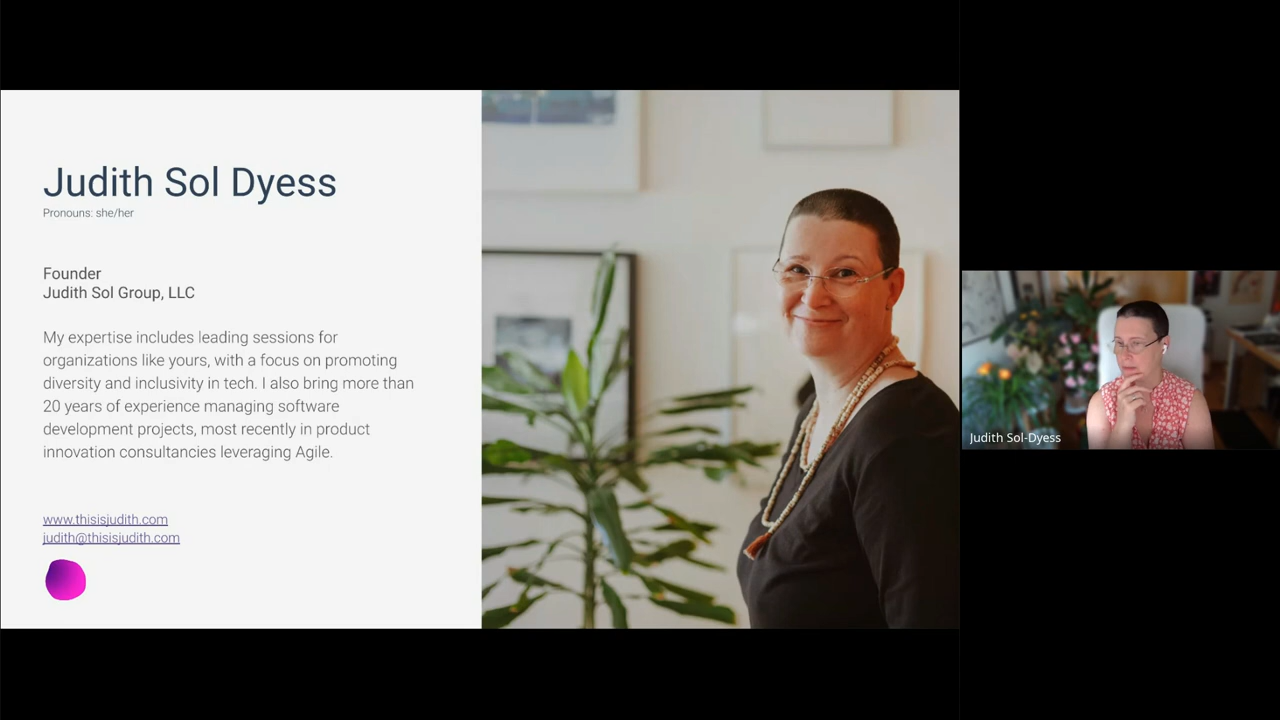 Judith Sol Dyess
Pronouns: she/her
Founder
Judith Sol Group, LLC
My expertise includes leading sessions for
organizations like yours, with a focus on promoting
diversity and inclusivity in tech. I also bring more than
20 years of experience managing software
development projects, most recently in product
innovation consultancies leveraging Agile.
www.thisisjudith.com
judith@thisisjudith.com
Judith Sol-Dyess